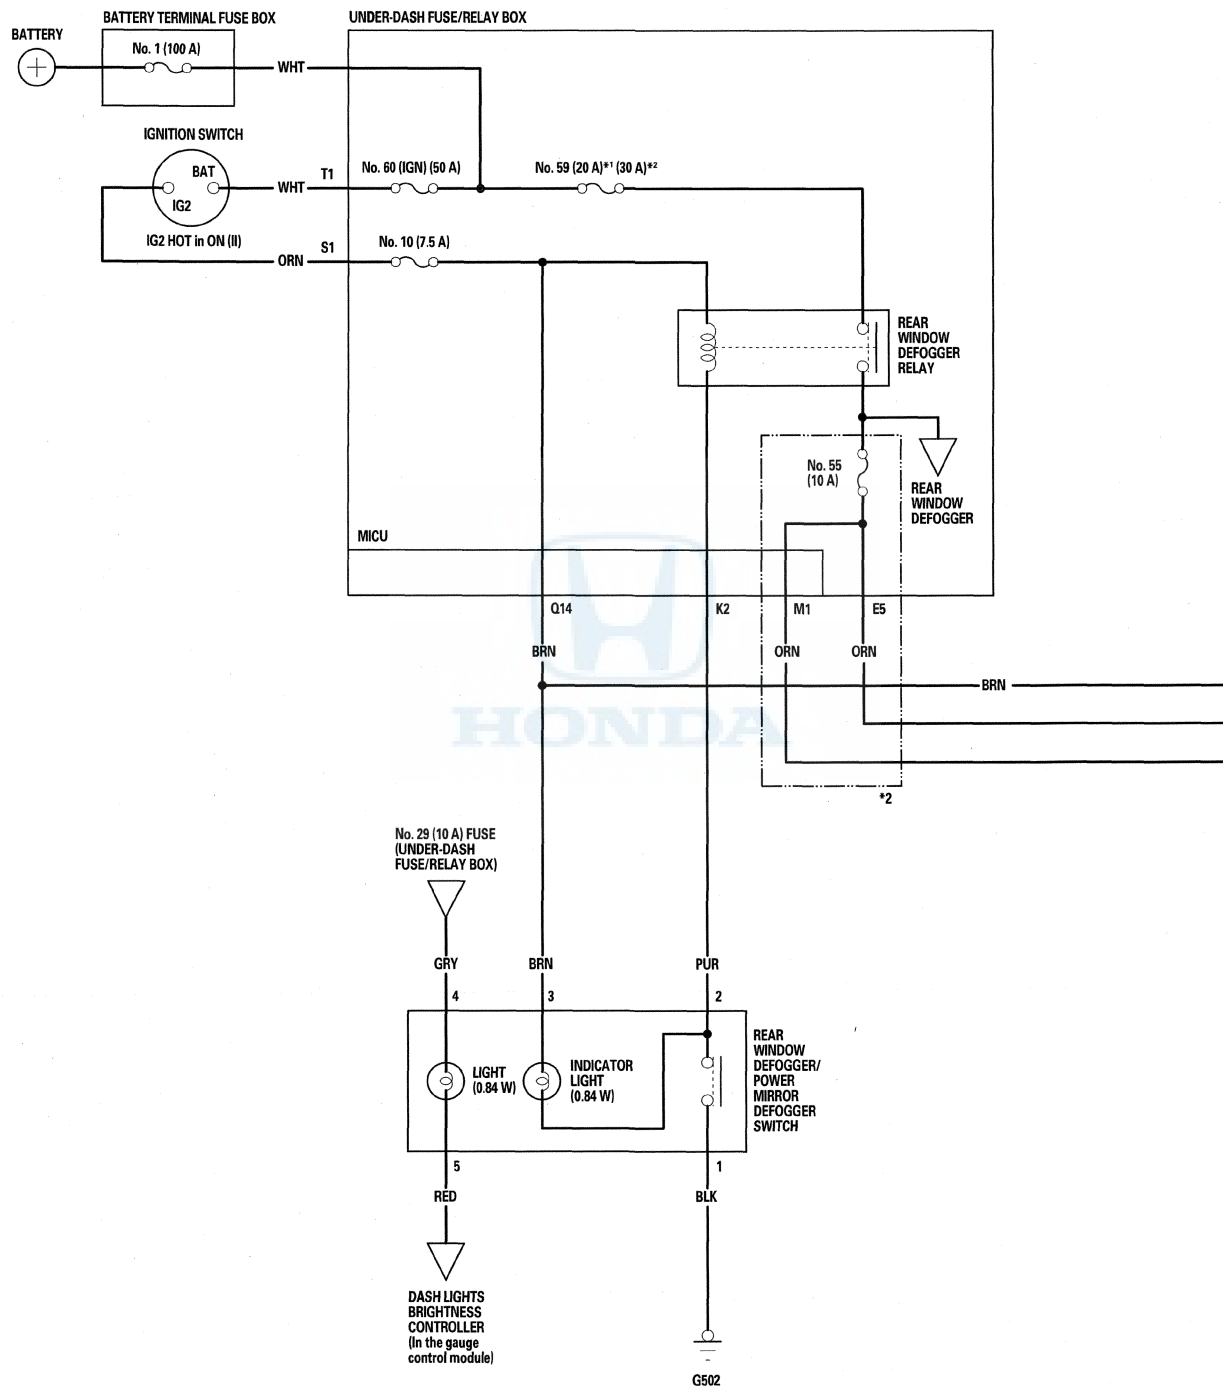 BATTERY TERMINAL FUSE BOX
UNDER-DASH FUSE/RELAY BOX
BATTERY
No. 1 (100 A)
WHT
IGNITION SWITCH
BAT
IG2
WHT
T1
No. 60 (IGN) (50 A)
No. 59 (20 A)*1 (30 A)*2
IG2 HOT in ON (II)
ORN
S1
No. 10 (7.5 A)
REAR
WINDOW
DEFOGGER
RELAY
No. 55
(10 A)
REAR
WINDOW
DEFOGGER
MICU
Q14
K2
M1
E5
BRN
ORN
ORN
BRN
HONDA
*2
No. 29 (10 A) FUSE
(UNDER-DASH
FUSE/RELAY BOX)
GRY
BRN
PUR
4
3
2
LIGHT
(0.84 W)
INDICATOR
LIGHT
(0.84 W)
REAR
WINDOW
DEFOGGER/
POWER
MIRROR
DEFOGGER
SWITCH
5
1
RED
BLK
DASH LIGHTS
BRIGHTNESS
CONTROLLER
(In the gauge
control module)
G502